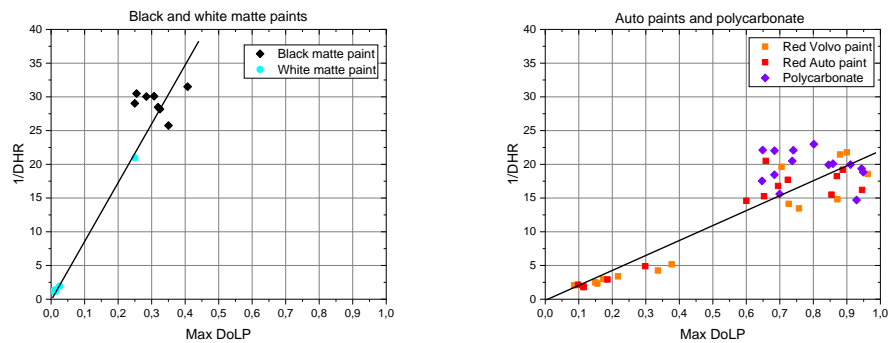 Black and white matte paints
40
35
30
25
20
15
10
5
0
1/DHR
Black matte paint
White matte paint
0,0 0,1 0,2 0,3 0,4 0,5 0,6 0,7 0,8 0,9 1,0
Max DoLP
Auto paints and polycarbonate
40
35
30
25
20
15
10
5
0
1/DHR
Red Volvo paint
Red Auto paint
Polycarbonate
0,0 0,1 0,2 0,3 0,4 0,5 0,6 0,7 0,8 0,9 1,0
Max DoLP